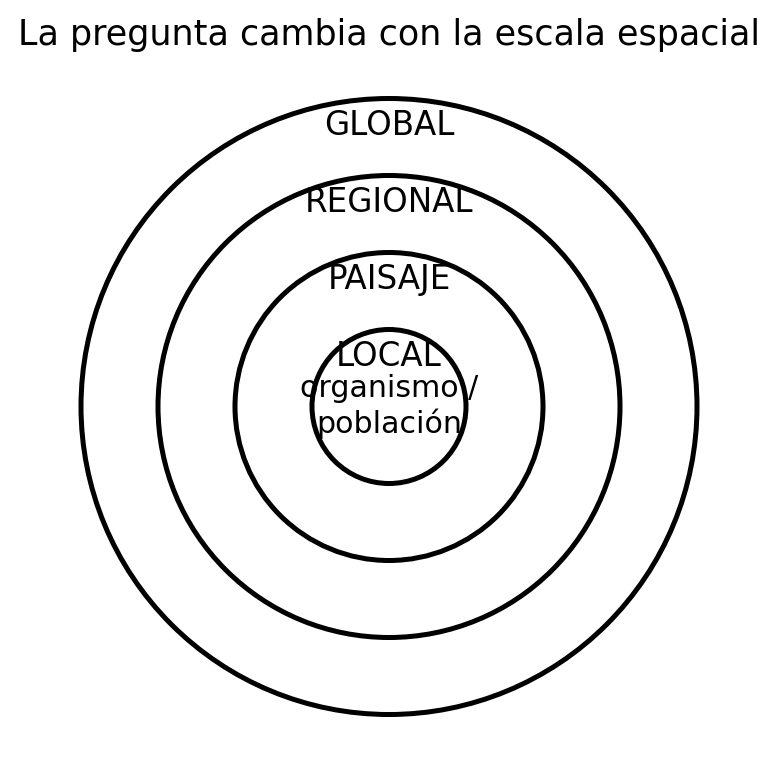 La pregunta cambia con la escala espacial
GLOBAL
REGIONAL
PAISAJE
LOCAL
organismo /
población